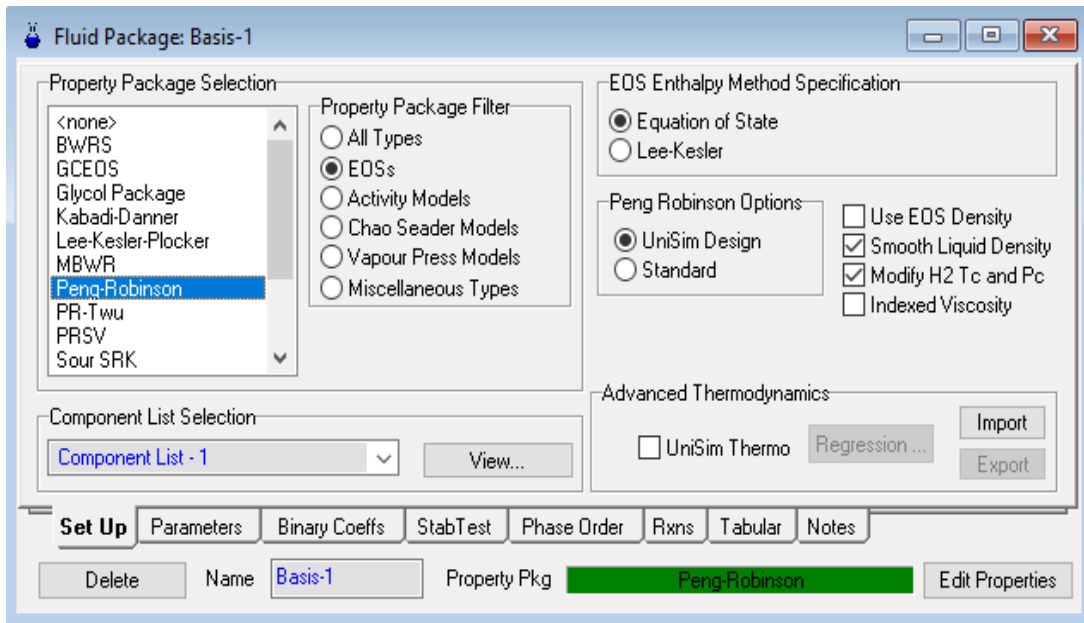 Fluid Package: Basis-1
Property Package Selection
<none>
BWRS
GCEOS
Glycol Package
Kabadi-Danner
Lee-Kesler-Plocker
MBWR
Peng-Robinson
PR-Twu
PRSV
Sour SRK
Property Package Filter
All Types
EOSs
Activity Models
Chao Seader Models
Vapour Press Models
Miscellaneous Types
EOS Enthalpy Method Specification
Equation of State
Lee-Kesler
Peng Robinson Options
UniSim Design
Standard
Use EOS Density
Smooth Liquid Density
Modify H2 Tc and Pc
Indexed Viscosity
Component List Selection
Component List - 1
View...
Advanced Thermodynamics
UniSim Thermo
Regression ...
Import
Export
Set Up
Parameters
Binary Coeffs
StabTest
Phase Order
Rxns
Tabular
Notes
Delete
Name
Basis-1
Property Pkg
Peng-Robinson
Edit Properties